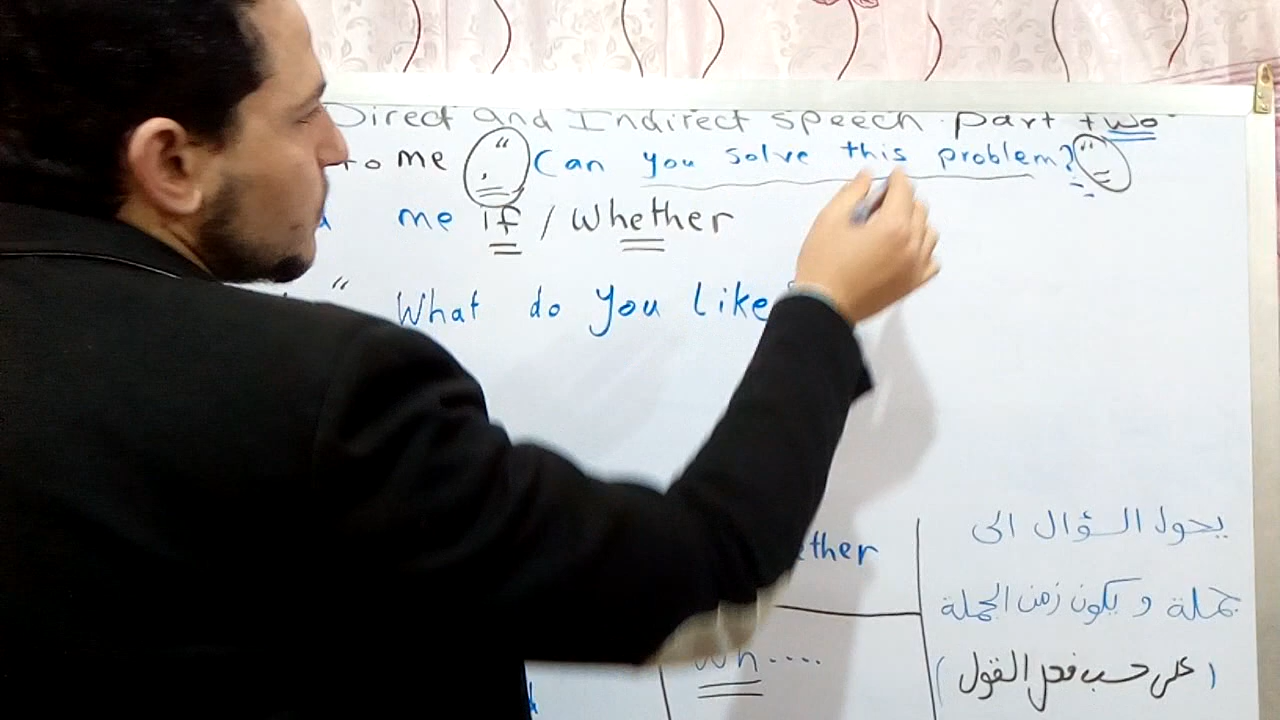 Direct and Indirect speech part two
to me , " Can you solve this problem? "
me if / Whether
" What do you like
ether
يحول السؤال الى
جملة و يكون زمن الجملة
( على حسب فعل القول )
Wh....